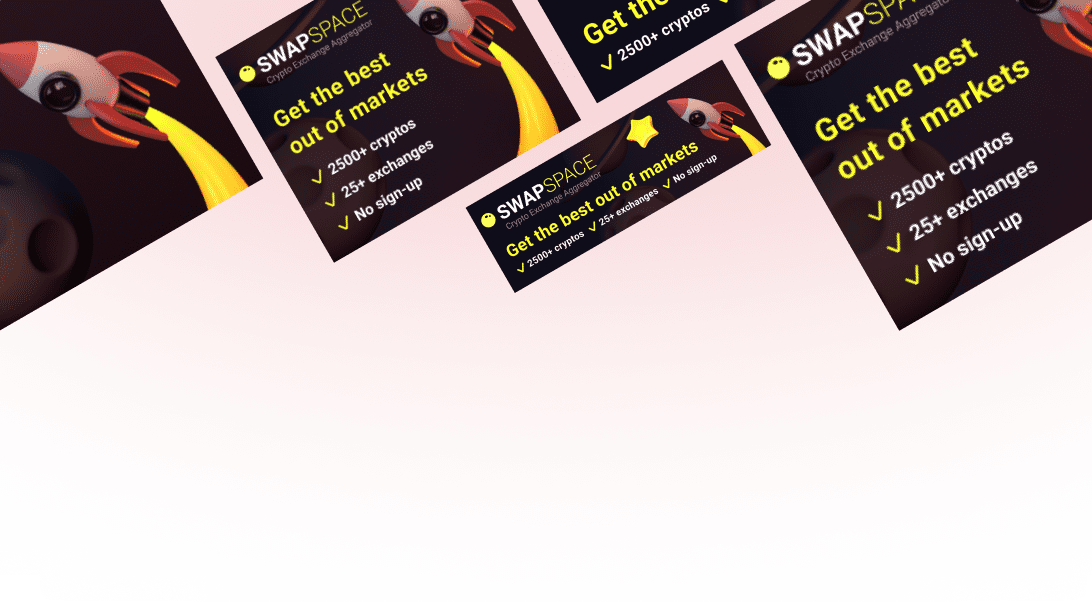 SWAPSPACE
Crypto Exchange Aggregator
Get the best
out of markets
2500+ cryptos
25+ exchanges
No sign-up
Get the
2500+ cryptos
SWAPSPACE
Crypto Exchange Aggregator
Get the best out of markets
2500+ cryptos 25+ exchanges No sign-up
SWAPSPA
Crypto Exchange Aggregator
Get the best
out of markets
2500+ cryptos
25+ exchanges
No sign-up